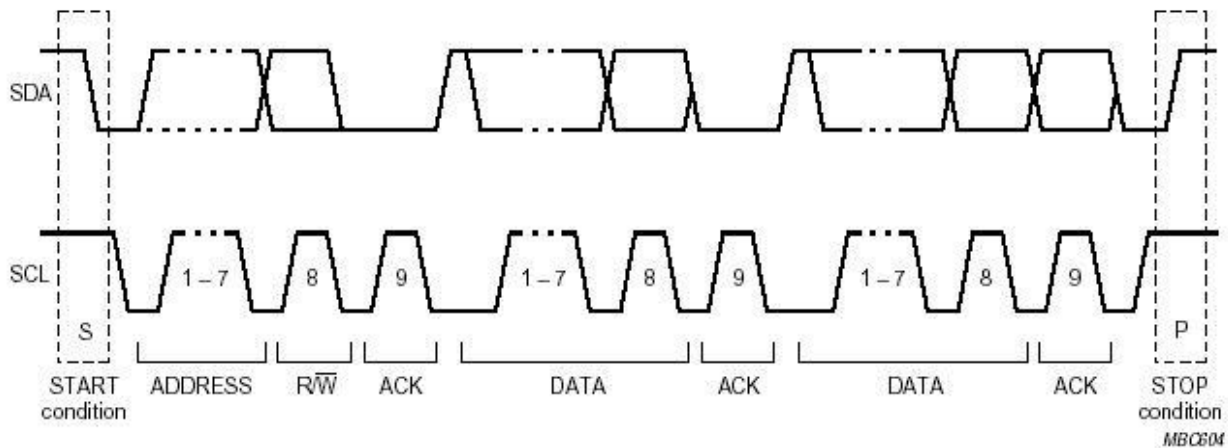 SDA
SCL
1 – 7 8 9 1 – 7 8 9 1 – 7 8 9
S P
START condition
ADDRESS
R/W̅
ACK
DATA
ACK
DATA
ACK
STOP condition
MBC604